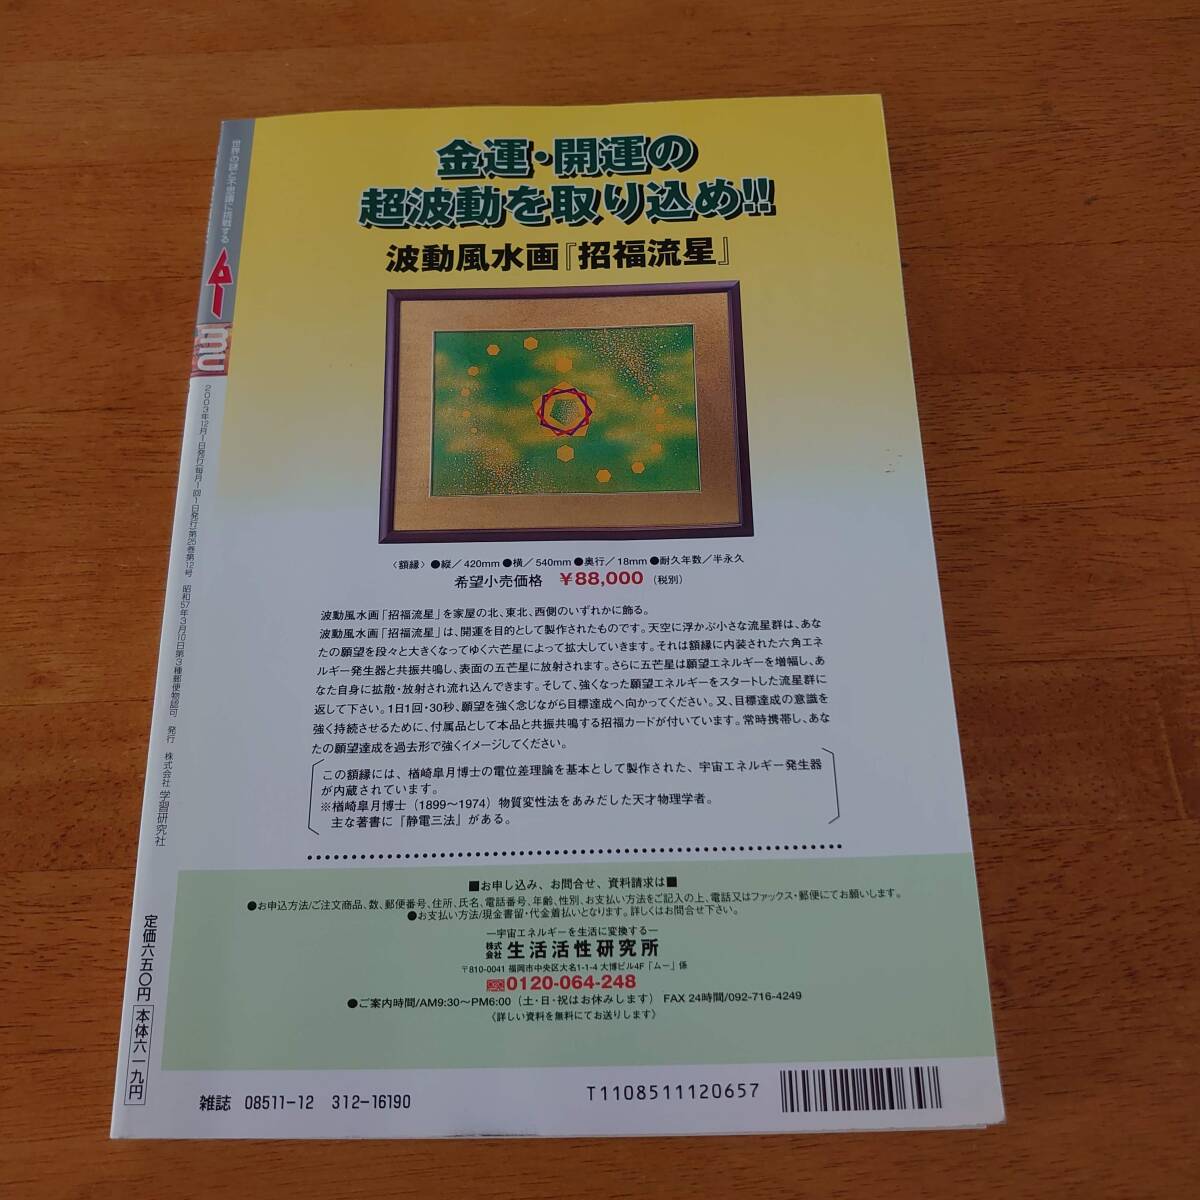 世界の謎と不思議に挑戦する
ムー
mu
2003年12月1日発行(毎月1回1日発行)第25巻第12号 昭和57年3月10日第3種郵便物認可 発行 株式会社 学習研究社
定価六五〇円 本体六一九円
金運・開運の
超波動を取り込め!!
波動風水画『招福流星』
〈額縁〉●縦/420mm●横/540mm●奥行/18mm●耐久年数/半永久
希望小売価格 ¥88,000(税別)
波動風水画「招福流星」を家屋の北、東北、西側のいずれかに飾る。
波動風水画「招福流星」は、開運を目的として製作されたものです。天空に浮かぶ小さな流星群は、あな
たの願望を段々と大きくなってゆく六芒星によって拡大していきます。それは額縁に内装された六角エネ
ルギー発生器と共振共鳴し、表面の五芒星に放射されます。さらに五芒星は願望エネルギーを増幅し、あ
なた自身に拡散・放射され流れ込んできます。そして、強くなった願望エネルギーをスタートした流星群に
返して下さい。1日1回・30秒、願望を強く念じながら目標達成へ向かってください。又、目標達成の意識を
強く持続させるために、付属品として本品と共振共鳴する招福カードが付いています。常時携帯し、あな
たの願望達成を過去形で強くイメージしてください。
この額縁には、楢崎皐月博士の電位差理論を基本として製作された、宇宙エネルギー発生器
が内蔵されています。
※楢崎皐月博士(1899〜1974)物質変性法をあみだした天才物理学者。
主な著書に『静電三法』がある。
■お申し込み、お問合せ、資料請求は■
●お申込方法/ご注文商品、数、郵便番号、住所、氏名、電話番号、年齢、性別、お支払い方法をご記入の上、電話又はファックス・郵便にてお願いします。
●お支払い方法/現金書留・代金着払いとなります。詳しくはお問合せ下さい。
―宇宙エネルギーを生活に変換する―
株式会社 生活活性研究所
〒810-0041 福岡市中央区大名1-1-4 大博ビル4F「ムー」係
0120-064-248
●ご案内時間/AM9:30〜PM6:00(土・日・祝はお休みします) FAX 24時間/092-716-4249
《詳しい資料を無料にてお送りします》
雑誌 08511-12 312-16190
T1108511120657